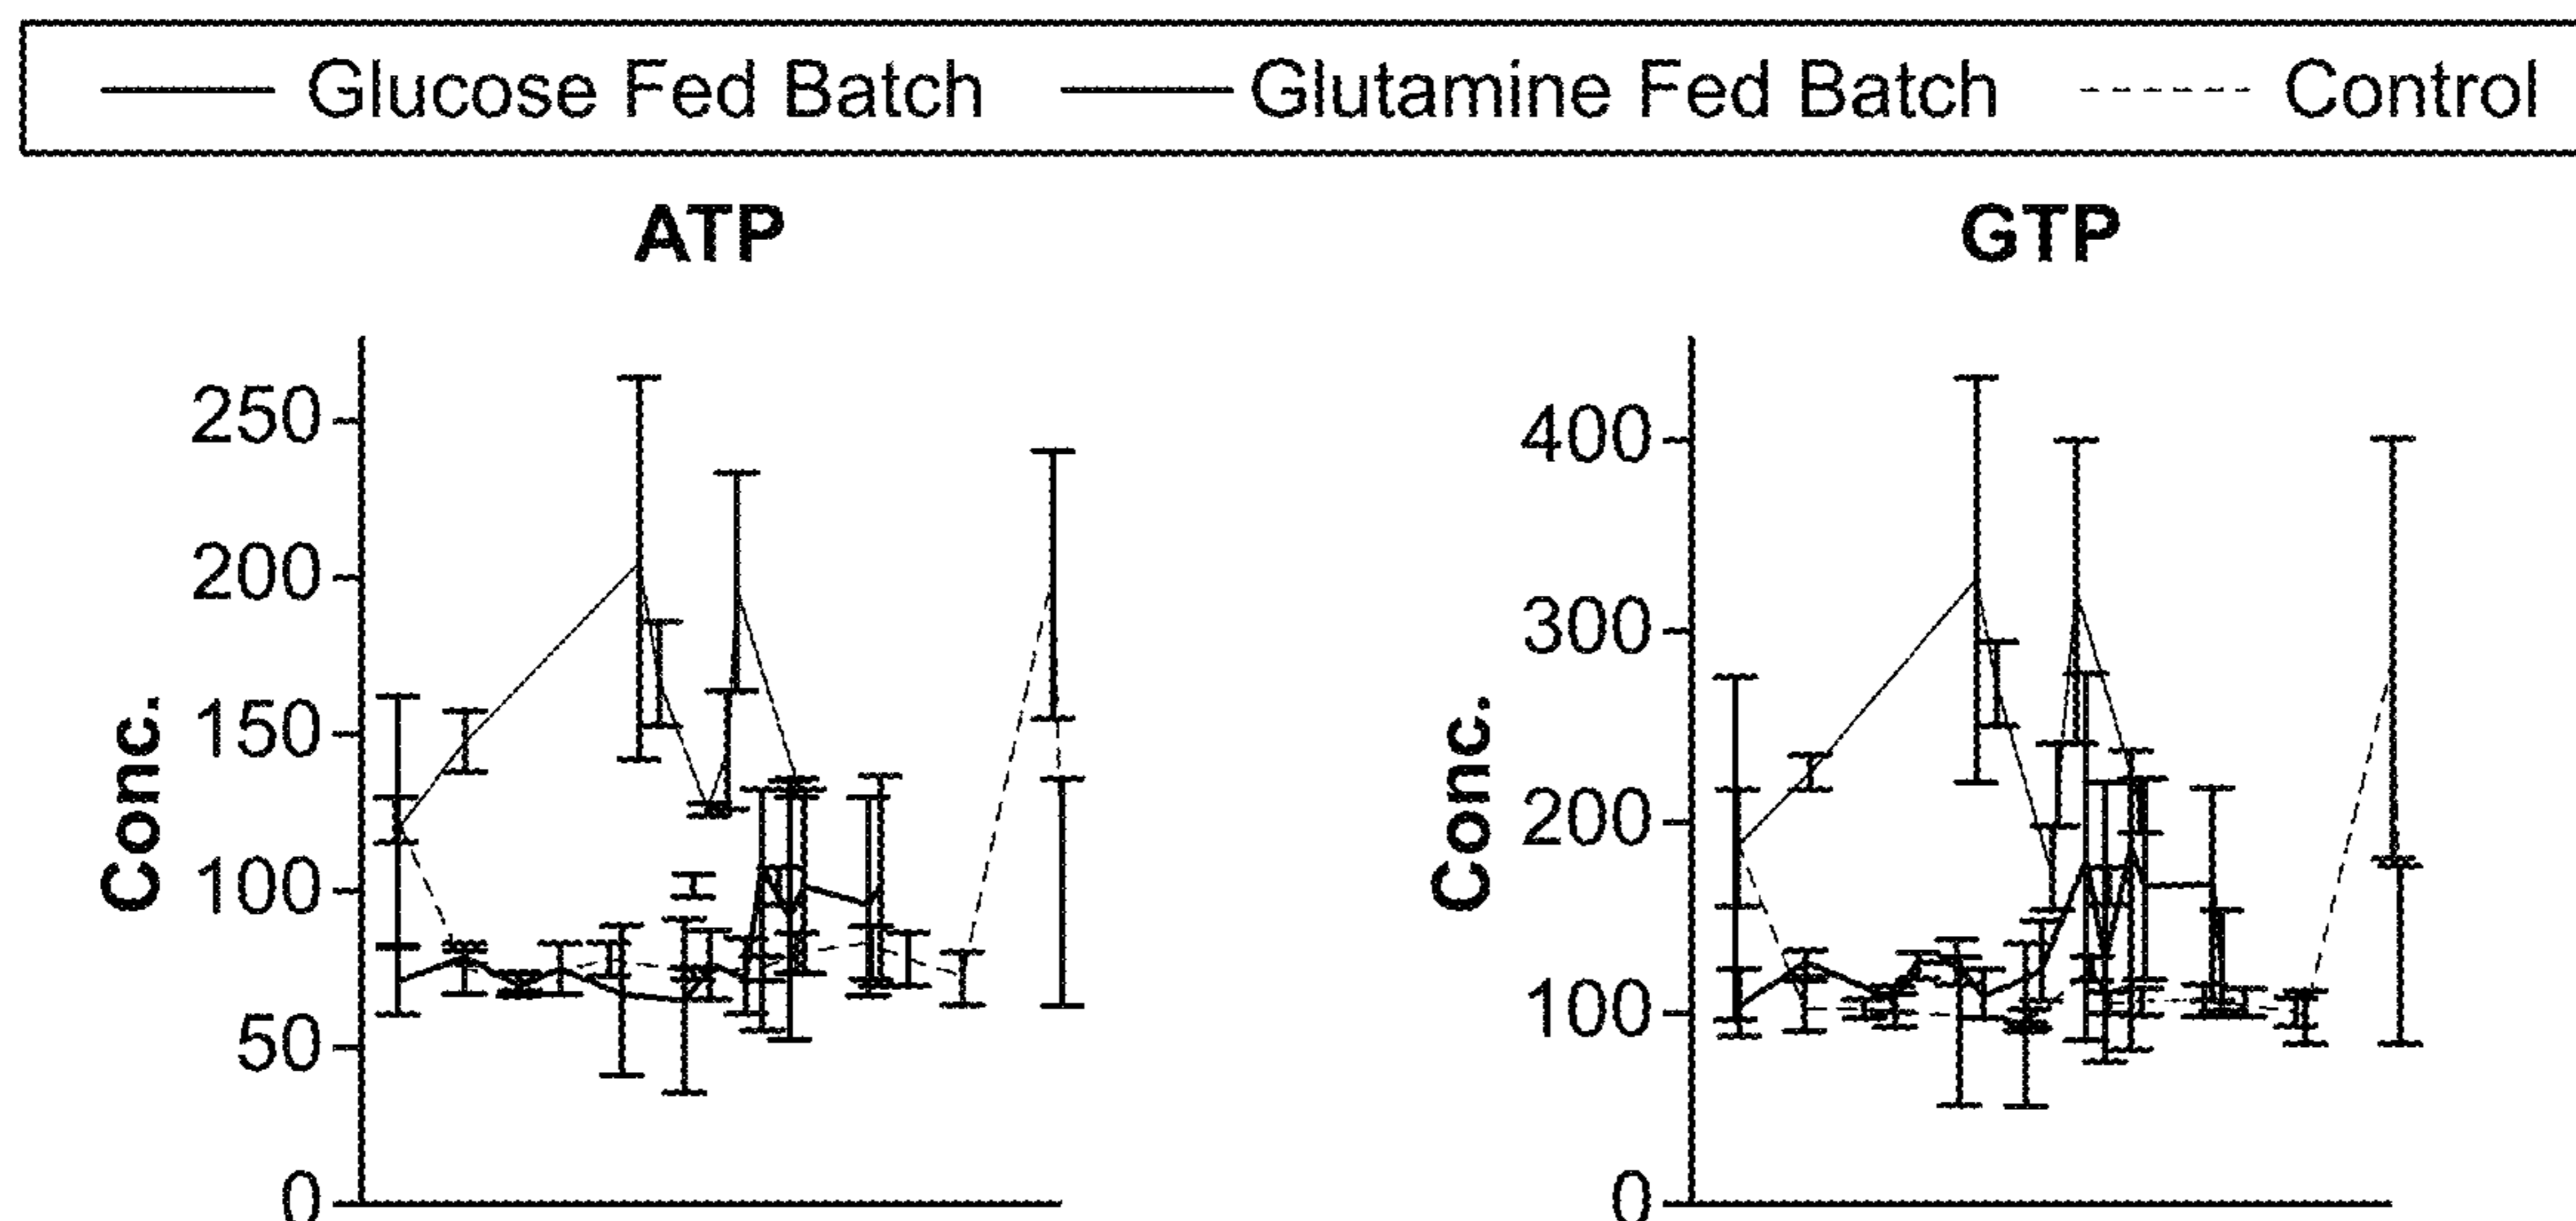 Glucose Fed Batch Glutamine Fed Batch Control
ATP
Conc.
250
200
150
100
50
0
GTP
Conc.
400
300
200
100
0